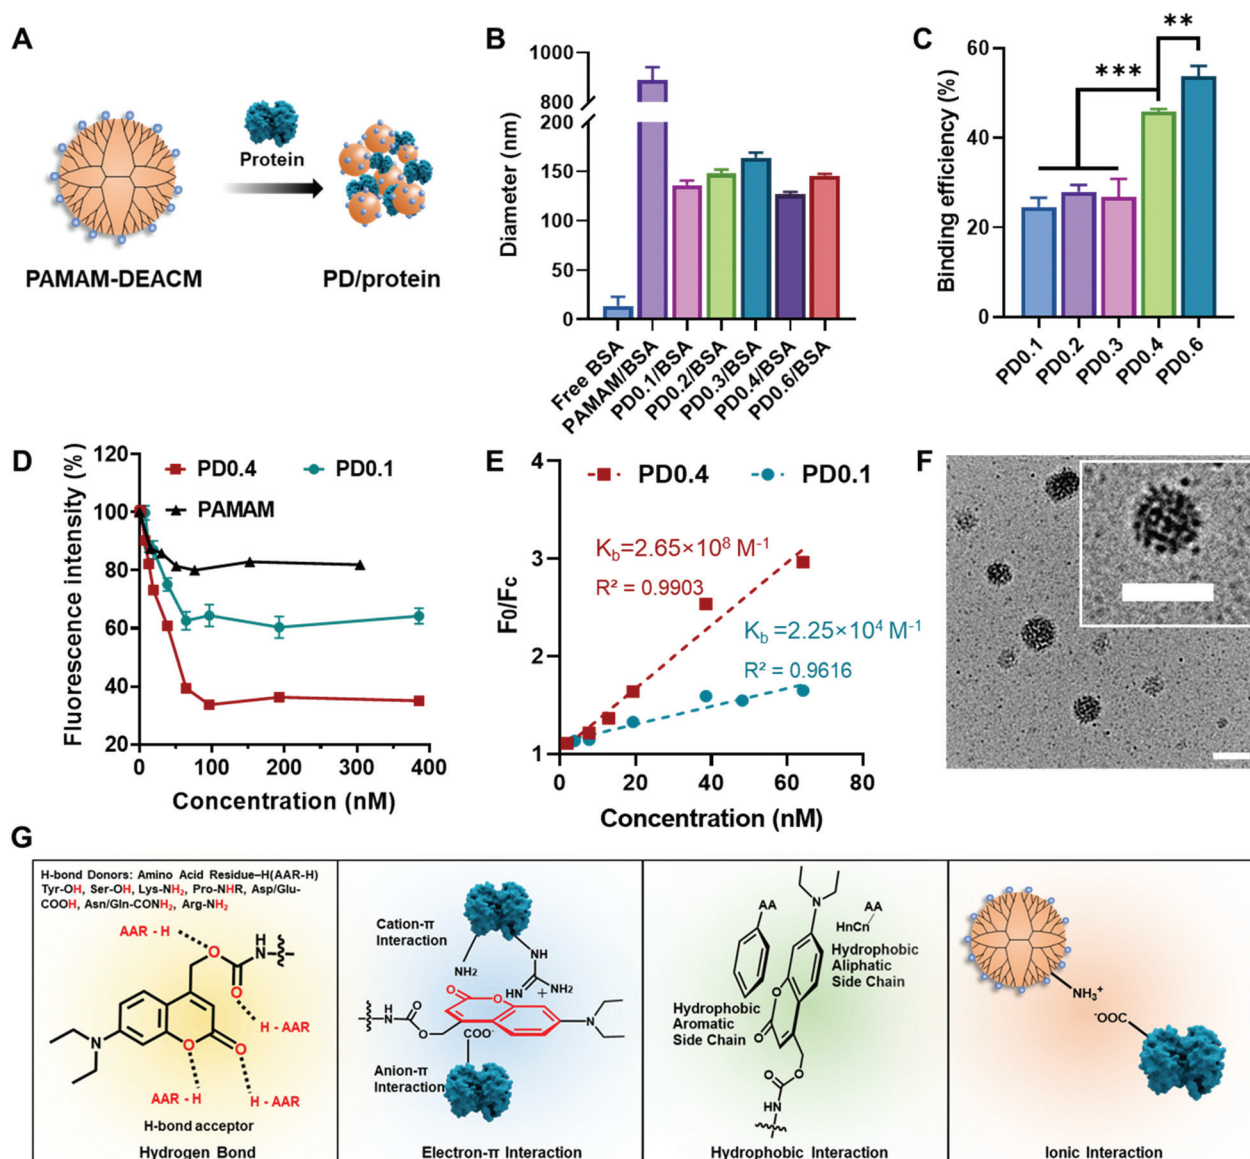 A
Protein
PAMAM-DEACM
PD/protein
B
Diameter (nm)
1000
800
200
150
100
50
0
Free BSA
PAMAM/BSA
PD0.1/BSA
PD0.2/BSA
PD0.3/BSA
PD0.4/BSA
PD0.6/BSA
C
Binding efficiency (%)
60
40
20
0
***
**
PD0.1
PD0.2
PD0.3
PD0.4
PD0.6
D
Fluorescence intensity (%)
120
100
80
60
40
20
PD0.4
PD0.1
PAMAM
0
100
200
300
400
Concentration (nM)
E
F₀/Fc
4
3
2
1
PD0.4
PD0.1
K_b=2.65×10⁸ M⁻¹
R² = 0.9903
K_b=2.25×10⁴ M⁻¹
R² = 0.9616
0
20
40
60
80
Concentration (nM)
F
G
H-bond Donors: Amino Acid Residue–H(AAR-H)
Tyr-OH, Ser-OH, Lys-NH₂, Pro-NHR, Asp/Glu-
COOH, Asn/Gln-CONH₂, Arg-NH₂
AAR - H
O
O
H
N
H - AAR
N
O
O
AAR - H
H - AAR
H-bond acceptor
Hydrogen Bond
Cation-π
Interaction
NH₂
NH
HN
NH₂
+
H
N
O
O
O
O
N
COO⁻
Anion-π
Interaction
Electron-π Interaction
N
AA
AA
HnCn
Hydrophobic
Aliphatic
Side Chain
O
O
Hydrophobic
Aromatic
Side Chain
O
O
NH
Hydrophobic Interaction
NH₃⁺
⁻OOC
Ionic Interaction